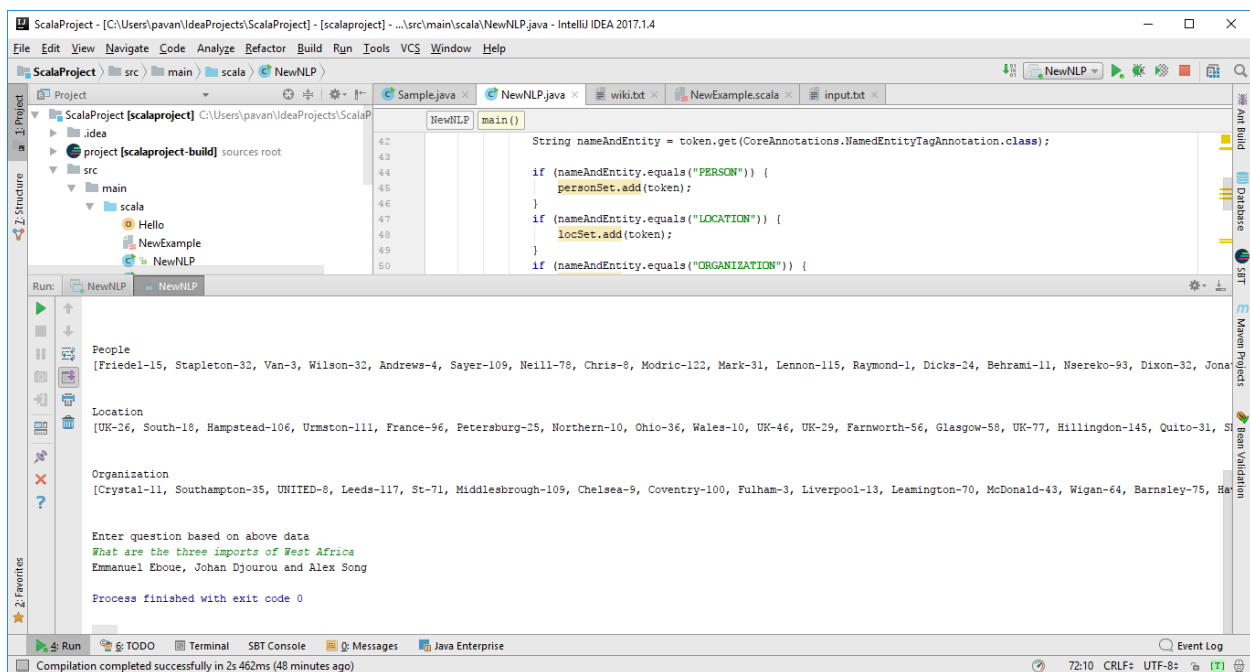 ScalaProject - [C:\Users\pavan\IdeaProjects\ScalaProject] - [scalaproject] - ...\src\main\scala\NewNLP.java - IntelliJ IDEA 2017.1.4
File Edit View Navigate Code Analyze Refactor Build Run Tools VCS Window Help
ScalaProject src main scala NewNLP
NewNLP
Project
Sample.java NewNLP.java wiki.txt NewExample.scala input.txt
ScalaProject [scalaproject] C:\Users\pavan\IdeaProjects\ScalaP
.idea
project [scalaproject-build] sources root
src
main
scala
Hello
NewExample
NewNLP
NewNLP main()
42 String nameAndEntity = token.get(CoreAnnotations.NamedEntityTagAnnotation.class);
43
44 if (nameAndEntity.equals("PERSON")) {
45 personSet.add(token);
46 }
47 if (nameAndEntity.equals("LOCATION")) {
48 locSet.add(token);
49 }
50 if (nameAndEntity.equals("ORGANIZATION")) {
1: Project
7: Structure
2: Favorites
Ant Build
Database
SBT
Maven Projects
Bean Validation
Run: NewNLP NewNLP
People
[Friedel-15, Stapleton-32, Van-3, Wilson-32, Andrews-4, Sayer-109, Neill-78, Chris-8, Modric-122, Mark-31, Lennon-115, Raymond-1, Dicks-24, Behrami-11, Nsereko-93, Dixon-32, Jona
Location
[UK-26, South-18, Hampstead-106, Urmston-111, France-96, Petersburg-25, Northern-10, Ohio-36, Wales-10, UK-46, UK-29, Farnworth-56, Glasgow-58, UK-77, Hillingdon-145, Quito-31, S
Organization
[Crystal-11, Southampton-35, UNITED-8, Leeds-117, St-71, Middlesbrough-109, Chelsea-9, Coventry-100, Fulham-3, Liverpool-13, Leamington-70, McDonald-43, Wigan-64, Barnsley-75, Ha
Enter question based on above data
What are the three imports of West Africa
Emmanuel Eboue, Johan Djourou and Alex Song
Process finished with exit code 0
4: Run 6: TODO Terminal SBT Console 0: Messages Java Enterprise Event Log
Compilation completed successfully in 2s 462ms (48 minutes ago) 72:10 CRLF UTF-8 [T]